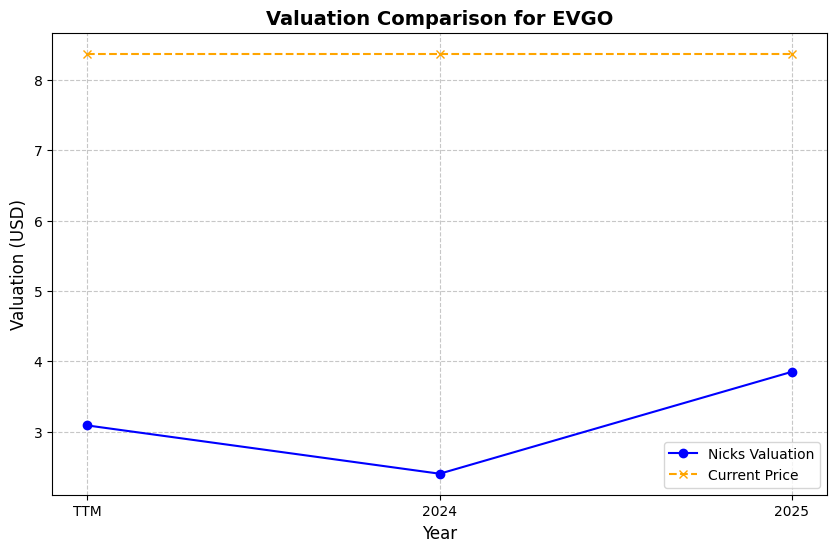 Valuation Comparison for EVGO
Valuation (USD)
8
7
6
5
4
3
TTM
2024
2025
Year
Nicks Valuation
Current Price